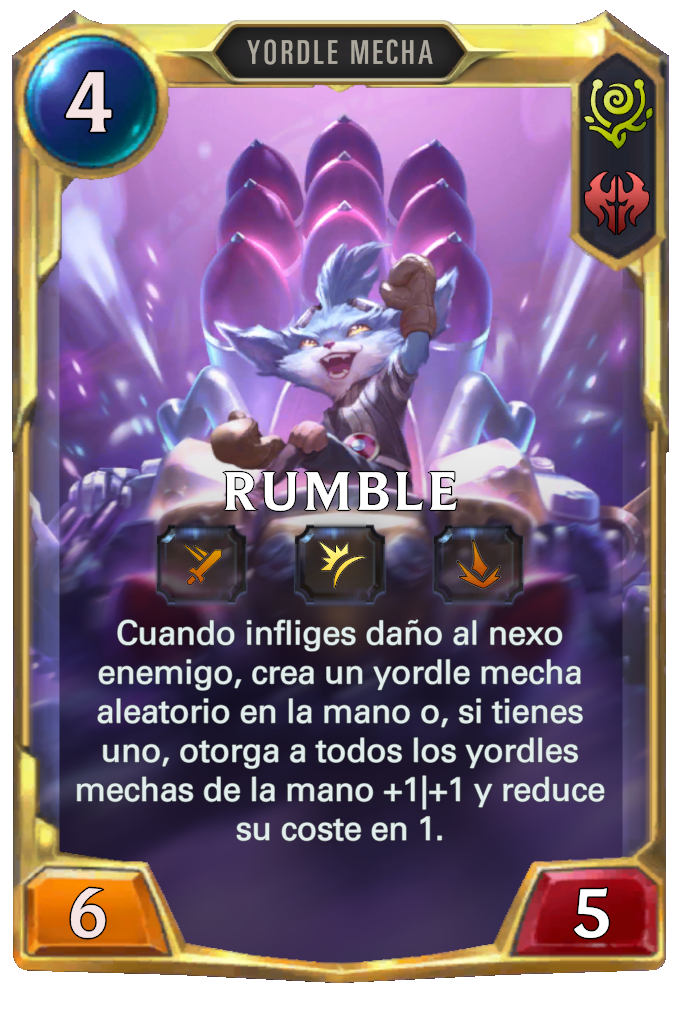 YORDLE MECHA
4
RUMBLE
Cuando infliges daño al nexo
enemigo, crea un yordle mecha
aleatorio en la mano o, si tienes
uno, otorga a todos los yordles
mechas de la mano +1|+1 y reduce
su coste en 1.
6
5